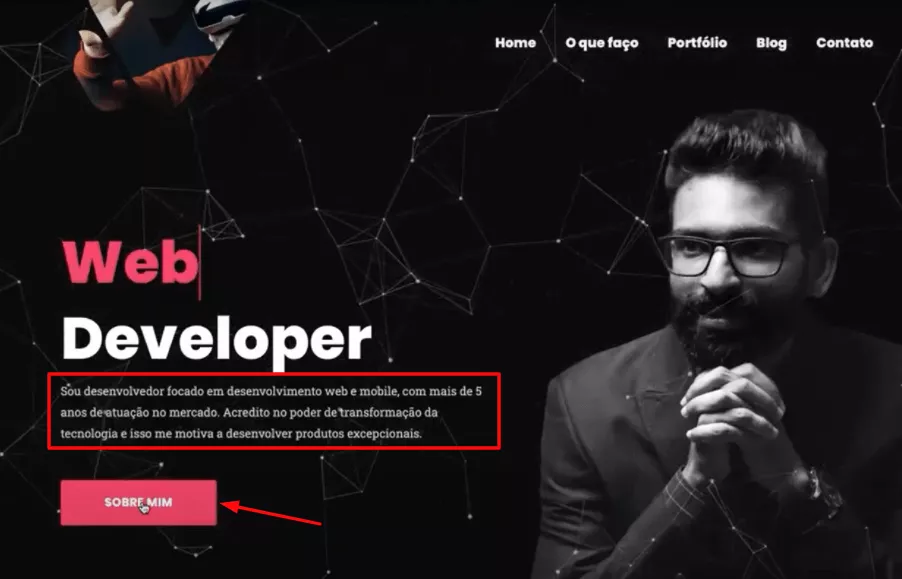 Home O que faço Portfólio Blog Contato
Web
Developer
Sou desenvolvedor focado em desenvolvimento web e mobile, com mais de 5
anos de atuação no mercado. Acredito no poder de transformação da
tecnologia e isso me motiva a desenvolver produtos excepcionais.
SOBRE MIM